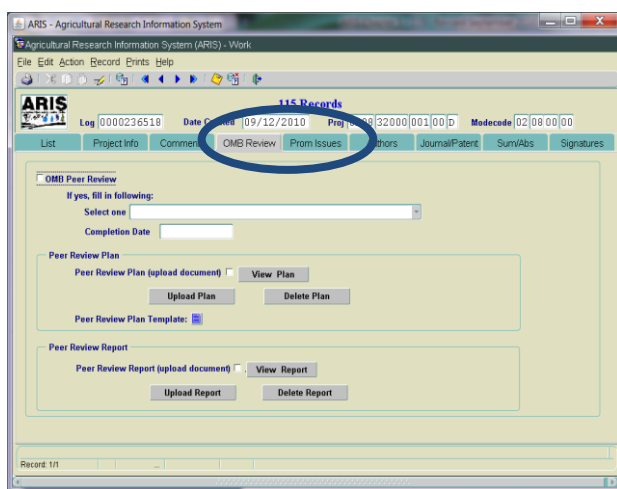 ARIS - Agricultural Research Information System
Agricultural Research Information System (ARIS) - Work
File Edit Action Record Prints Help
ARIS
115 Records
Log 0000236518 Date 09/12/2010 Proj 32000 001 00 D Modecode 02 08 00 00
List Project Info OMB Review Prom Issues Journal/Patent Sum/Abs Signatures
OMB Peer Review
If yes, fill in following:
Select one
Completion Date
Peer Review Plan
Peer Review Plan (upload document) View Plan
Upload Plan Delete Plan
Peer Review Plan Template:
Peer Review Report
Peer Review Report (upload document) View Report
Upload Report Delete Report
Record: 1/1